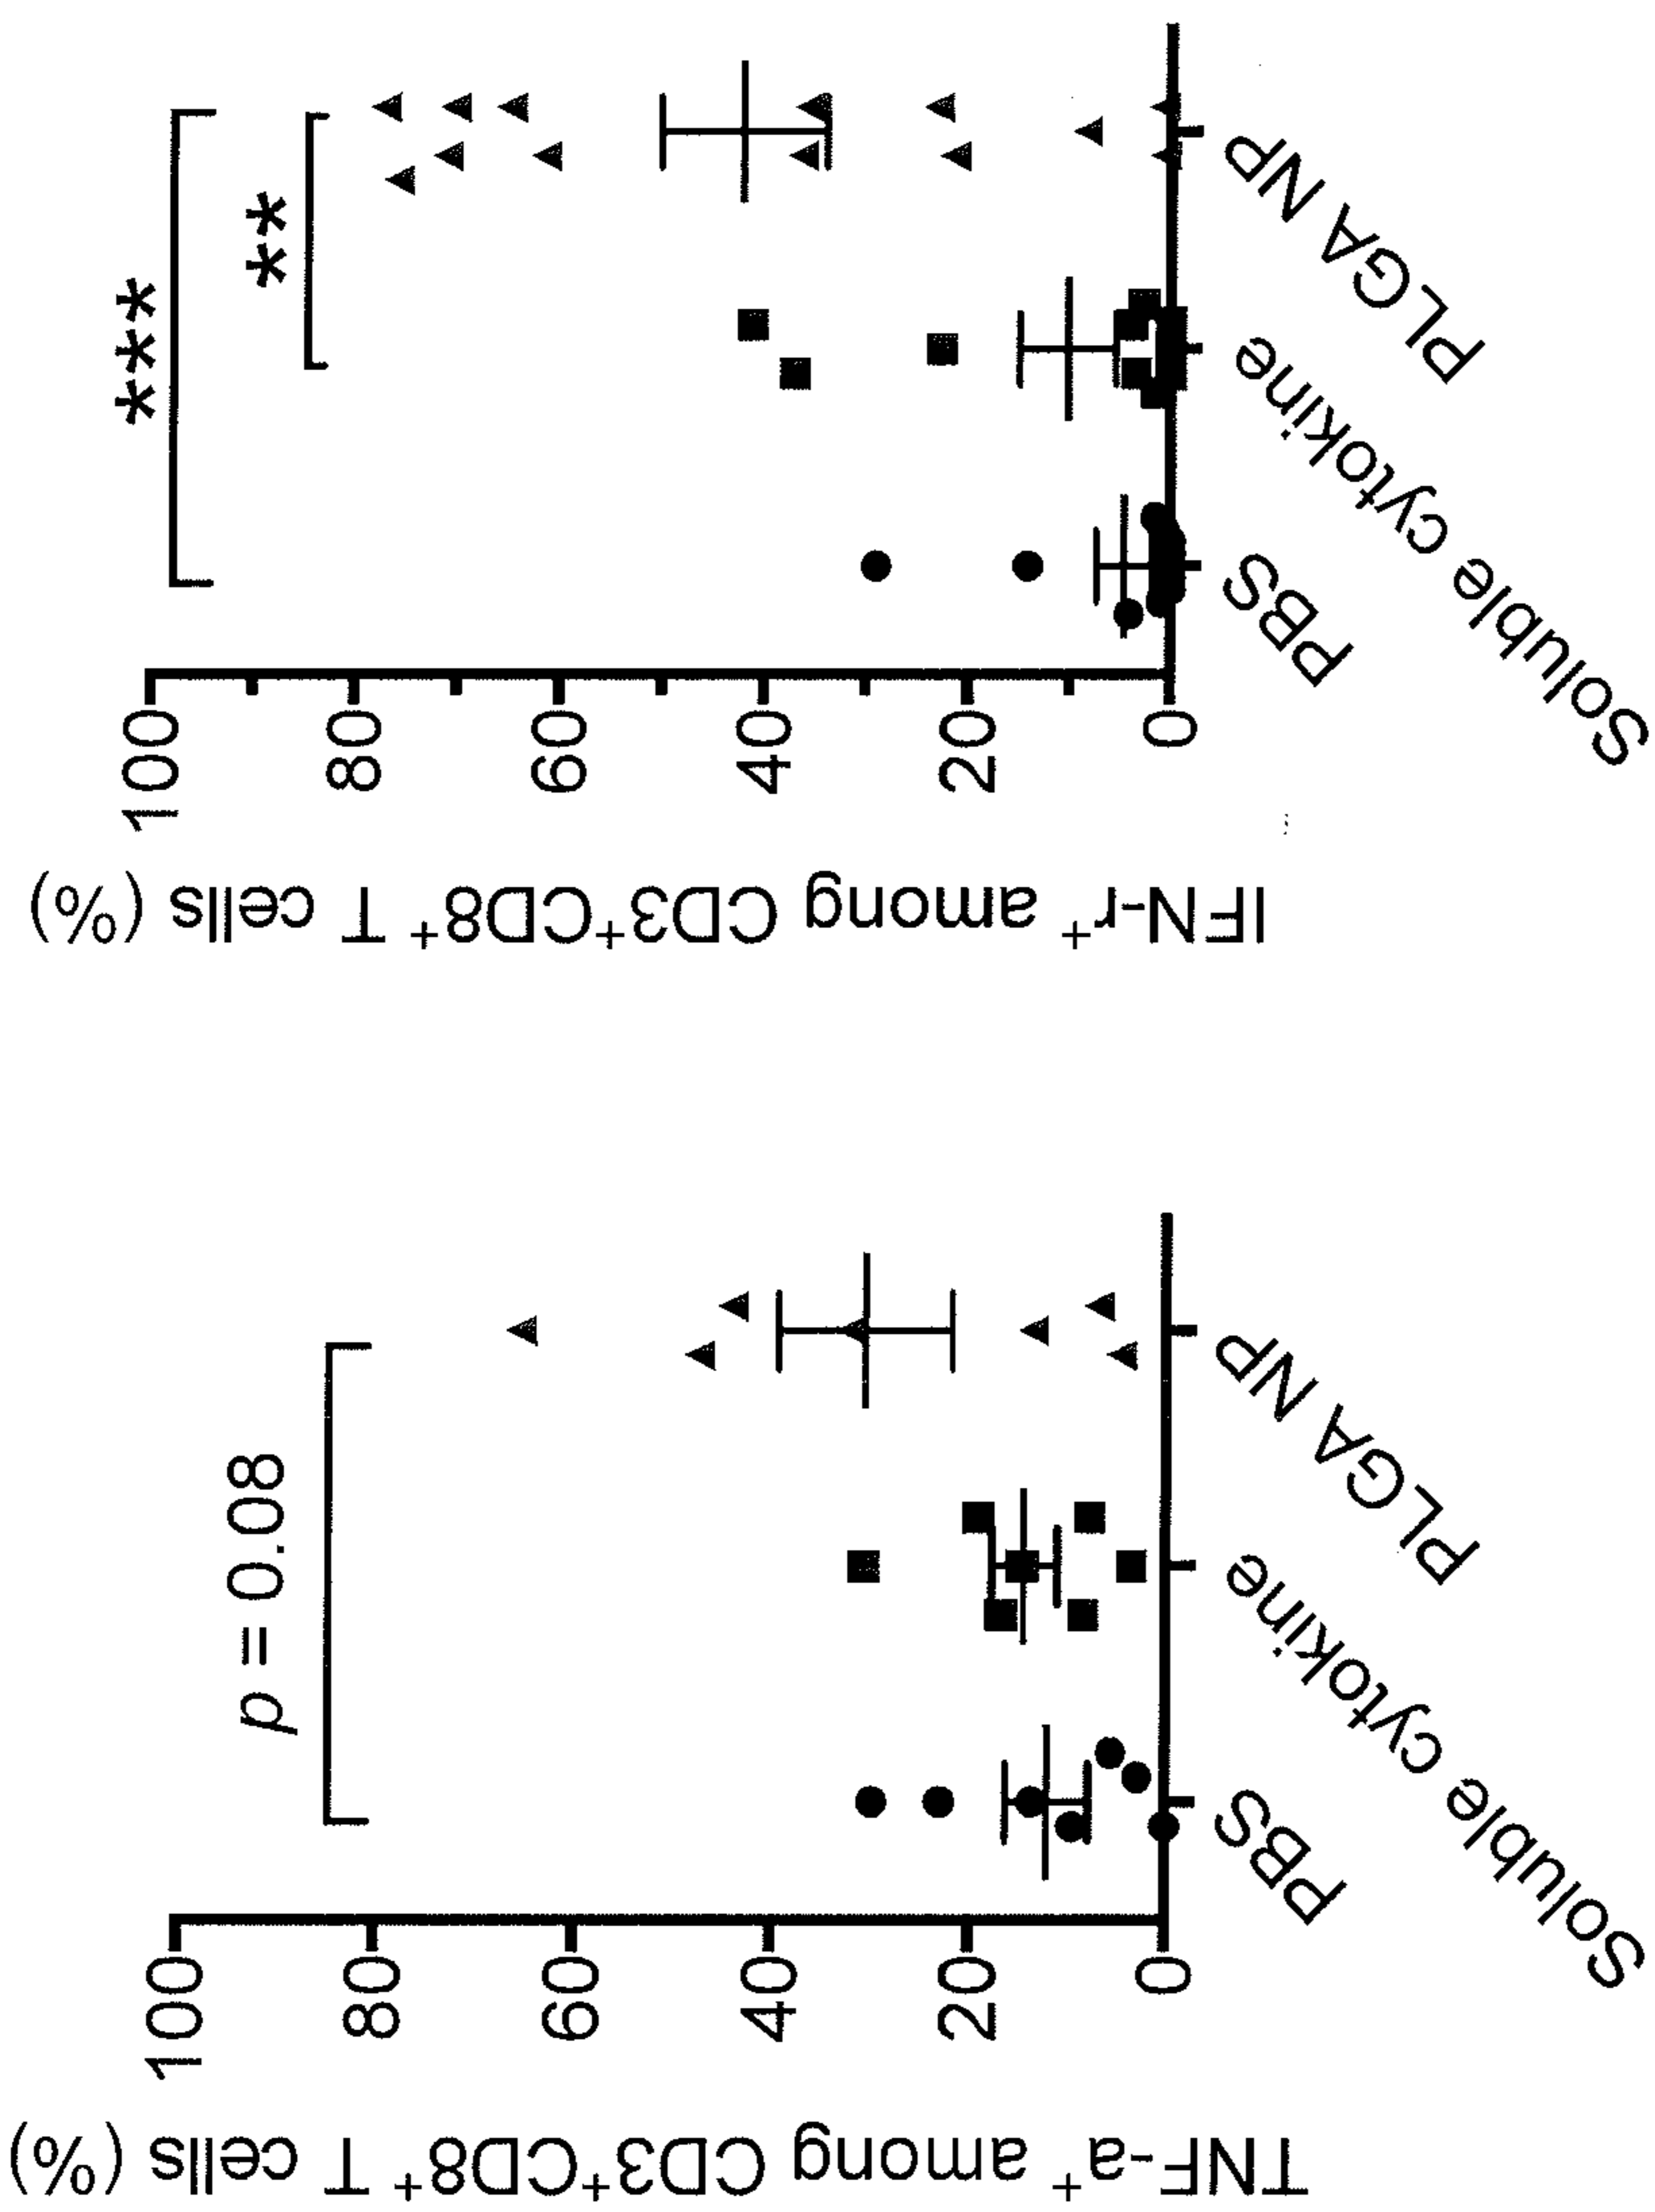 TNF-a⁺ among CD3⁺CD8⁺ T cells (%)
100
80
60
40
20
0
p = 0.08
PBS
Soluble cytokine
PLGA NP
IFN-r⁺ among CD3⁺CD8⁺ T cells (%)
100
80
60
40
20
0
***
**
PBS
Soluble cytokine
PLGA NP